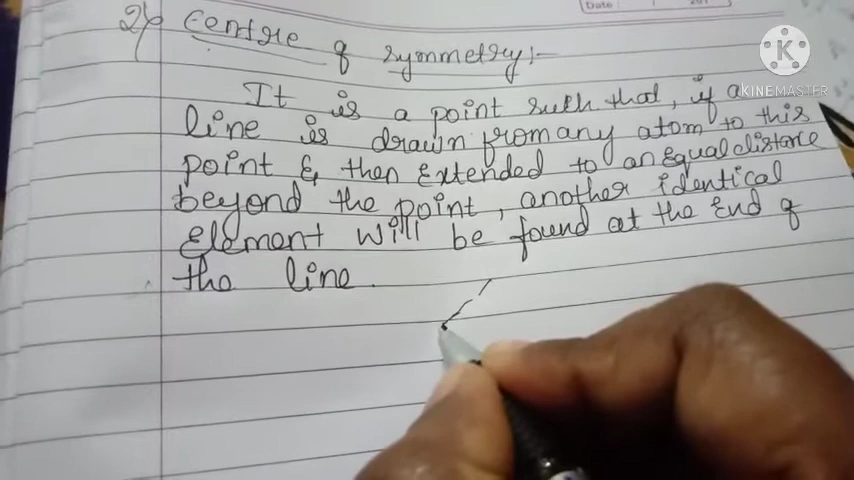 Date
2) Centre of symmetry:-
K
KINEMASTER
It is a point such that, if a
line is drawn from any atom to this
point & then Extended to an Equal distance
beyond the point, another identical
Element will be found at the End of
the line.